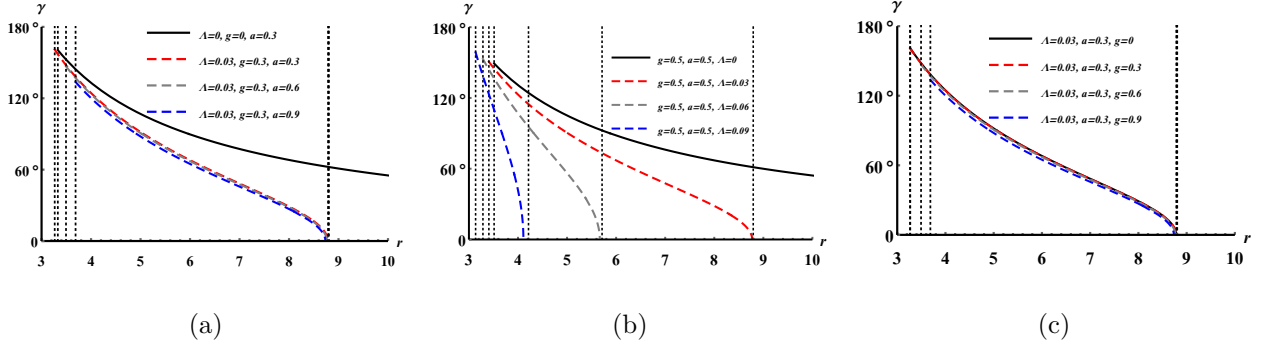 γ
180°
120°
60°
0
3 4 5 6 7 8 9 10
r
Λ=0, g=0, a=0.3
Λ=0.03, g=0.3, a=0.3
Λ=0.03, g=0.3, a=0.6
Λ=0.03, g=0.3, a=0.9
(a)
γ
180°
120°
60°
0
3 4 5 6 7 8 9 10
r
g=0.5, a=0.5, Λ=0
g=0.5, a=0.5, Λ=0.03
g=0.5, a=0.5, Λ=0.06
g=0.5, a=0.5, Λ=0.09
(b)
γ
180°
120°
60°
0
3 4 5 6 7 8 9 10
r
Λ=0.03, a=0.3, g=0
Λ=0.03, a=0.3, g=0.3
Λ=0.03, a=0.3, g=0.6
Λ=0.03, a=0.3, g=0.9
(c)